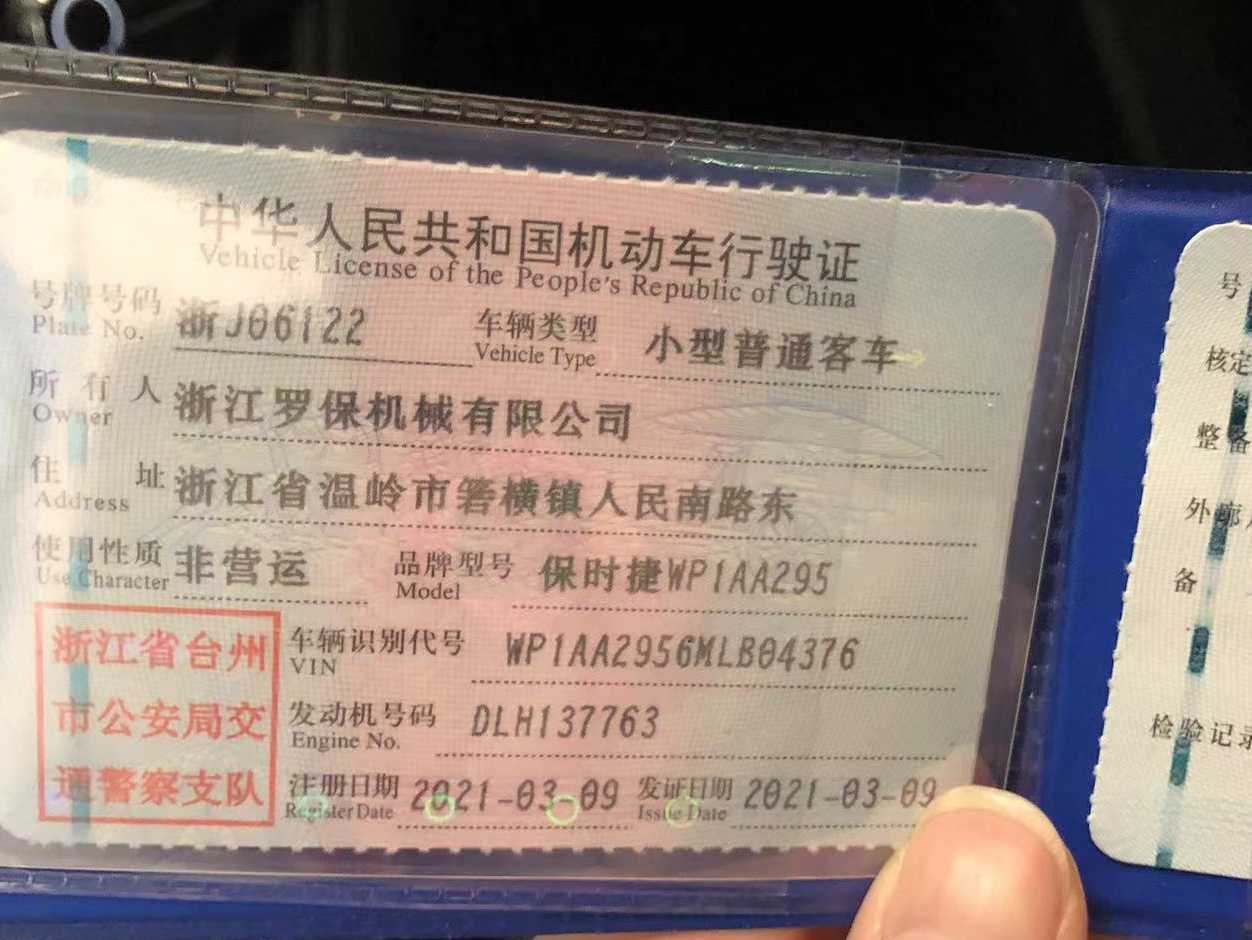 中华人民共和国机动车行驶证
Vehicle License of the People's Republic of China
号牌号码 浙J06122 车辆类型 小型普通客车
Plate No. Vehicle Type
所有人 浙江罗保机械有限公司
Owner
住址 浙江省温岭市箬横镇人民南路东
Address
使用性质 非营运 品牌型号 保时捷WP1AA295
Use Character Model
浙江省台州 车辆识别代号 WP1AA2956MLB04376
VIN
市公安局交 发动机号码 DLH137763
Engine No.
通警察支队 注册日期 2021-03-09 发证日期 2021-03-09
Register Date Issue Date
号
核定
整备
外廓
备
检验记录